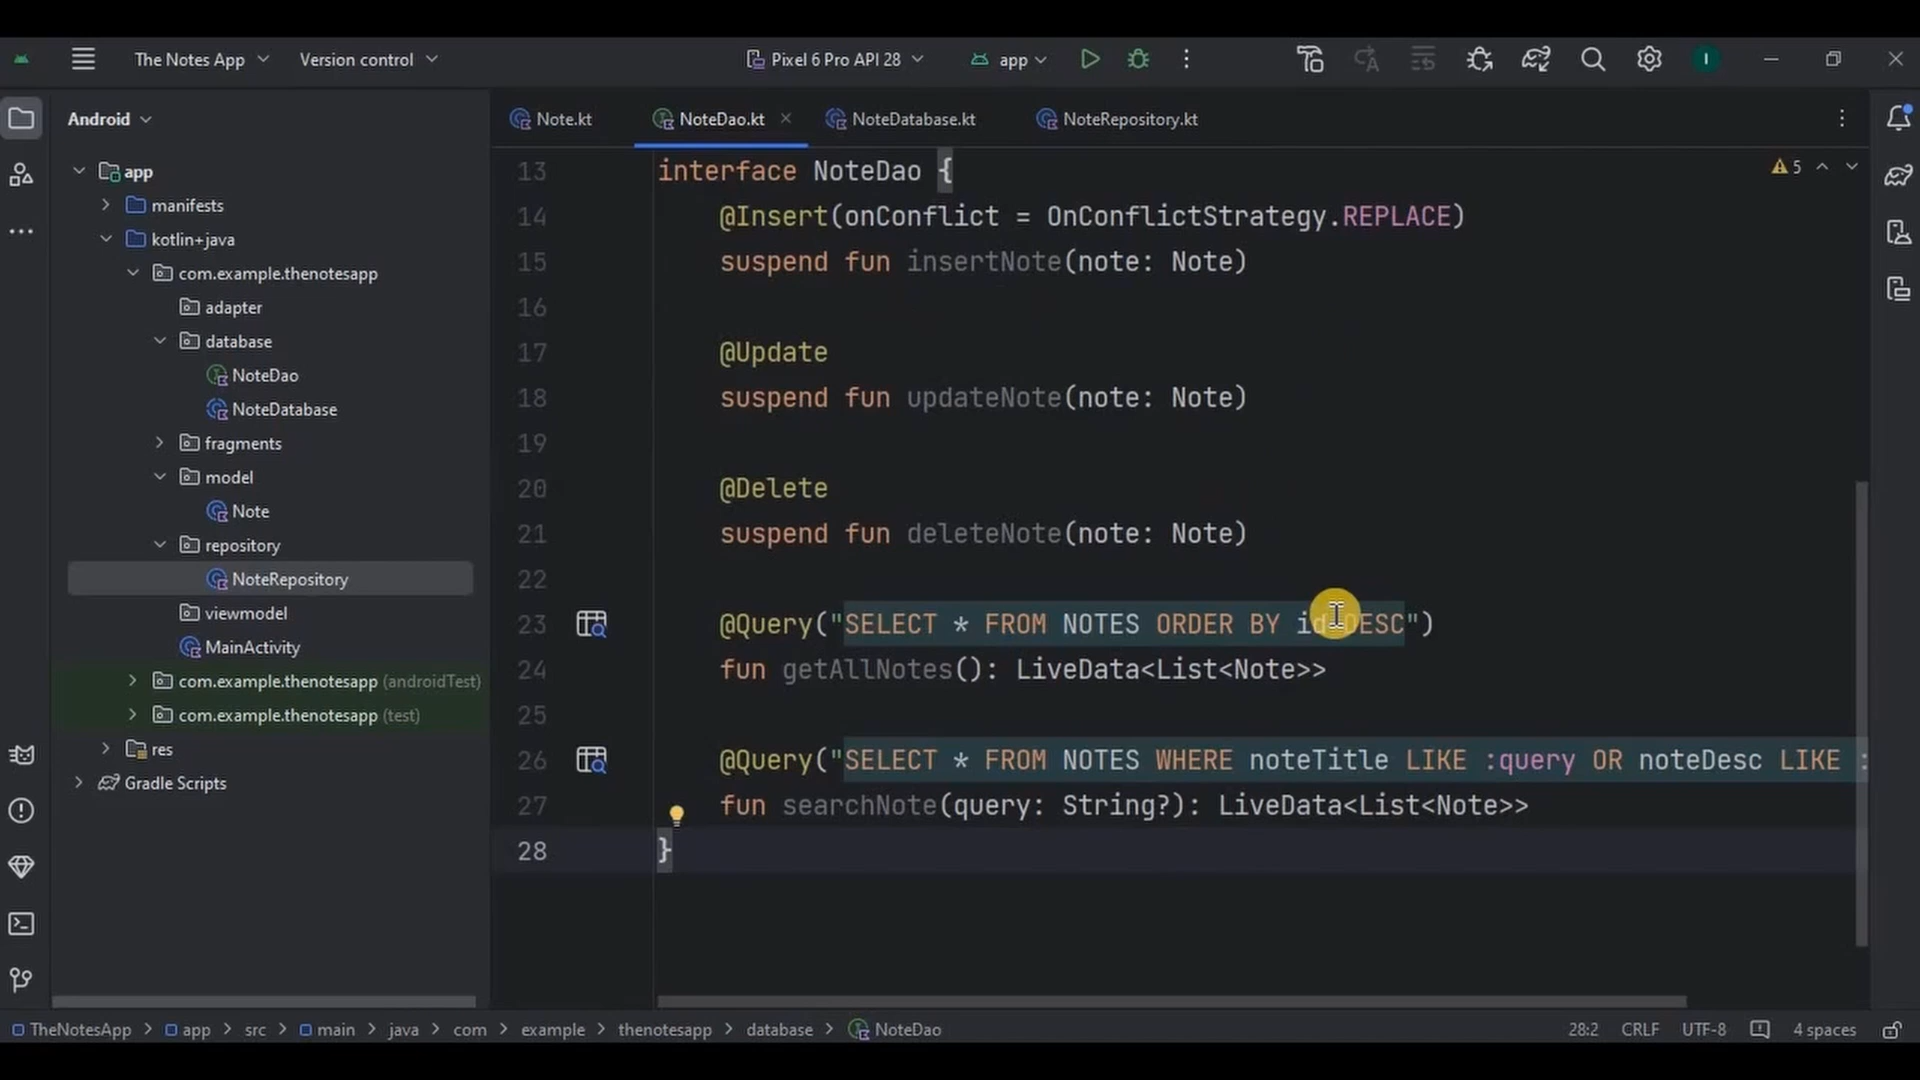 The Notes App
Version control
Pixel 6 Pro API 28
app
I
Android
Note.kt
NoteDao.kt
NoteDatabase.kt
NoteRepository.kt
app
manifests
kotlin+java
com.example.thenotesapp
adapter
database
NoteDao
NoteDatabase
fragments
model
Note
repository
NoteRepository
viewmodel
MainActivity
com.example.thenotesapp (androidTest)
com.example.thenotesapp (test)
res
Gradle Scripts
5
13 interface NoteDao {
14 @Insert(onConflict = OnConflictStrategy.REPLACE)
15 suspend fun insertNote(note: Note)
16
17 @Update
18 suspend fun updateNote(note: Note)
19
20 @Delete
21 suspend fun deleteNote(note: Note)
22
23 @Query("SELECT * FROM NOTES ORDER BY id DESC")
24 fun getAllNotes(): LiveData<List<Note>>
25
26 @Query("SELECT * FROM NOTES WHERE noteTitle LIKE :query OR noteDesc LIKE :
27 fun searchNote(query: String?): LiveData<List<Note>>
28 }
TheNotesApp > app > src > main > java > com > example > thenotesapp > database > NoteDao
28:2 CRLF UTF-8 4 spaces